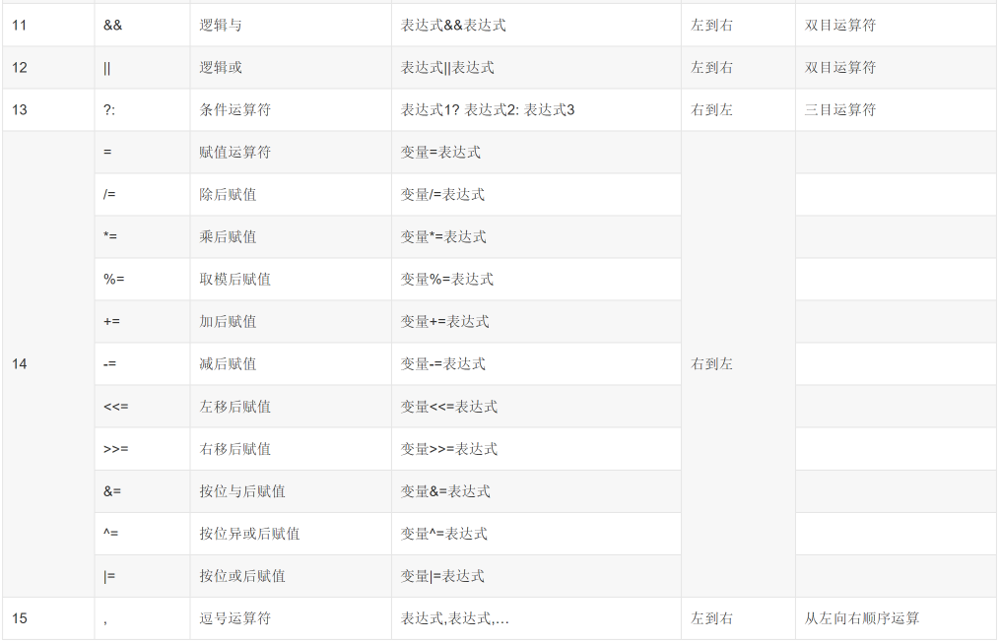 11 && 逻辑与 表达式&&表达式 左到右 双目运算符
12 || 逻辑或 表达式||表达式 左到右 双目运算符
13 ?: 条件运算符 表达式1? 表达式2: 表达式3 右到左 三目运算符
= 赋值运算符 变量=表达式
/= 除后赋值 变量/=表达式
*= 乘后赋值 变量*=表达式
%= 取模后赋值 变量%=表达式
+= 加后赋值 变量+=表达式
14 -= 减后赋值 变量-=表达式 右到左
<<= 左移后赋值 变量<<=表达式
>>= 右移后赋值 变量>>=表达式
&= 按位与后赋值 变量&=表达式
^= 按位异或后赋值 变量^=表达式
|= 按位或后赋值 变量|=表达式
15 , 逗号运算符 表达式,表达式,… 左到右 从左向右顺序运算